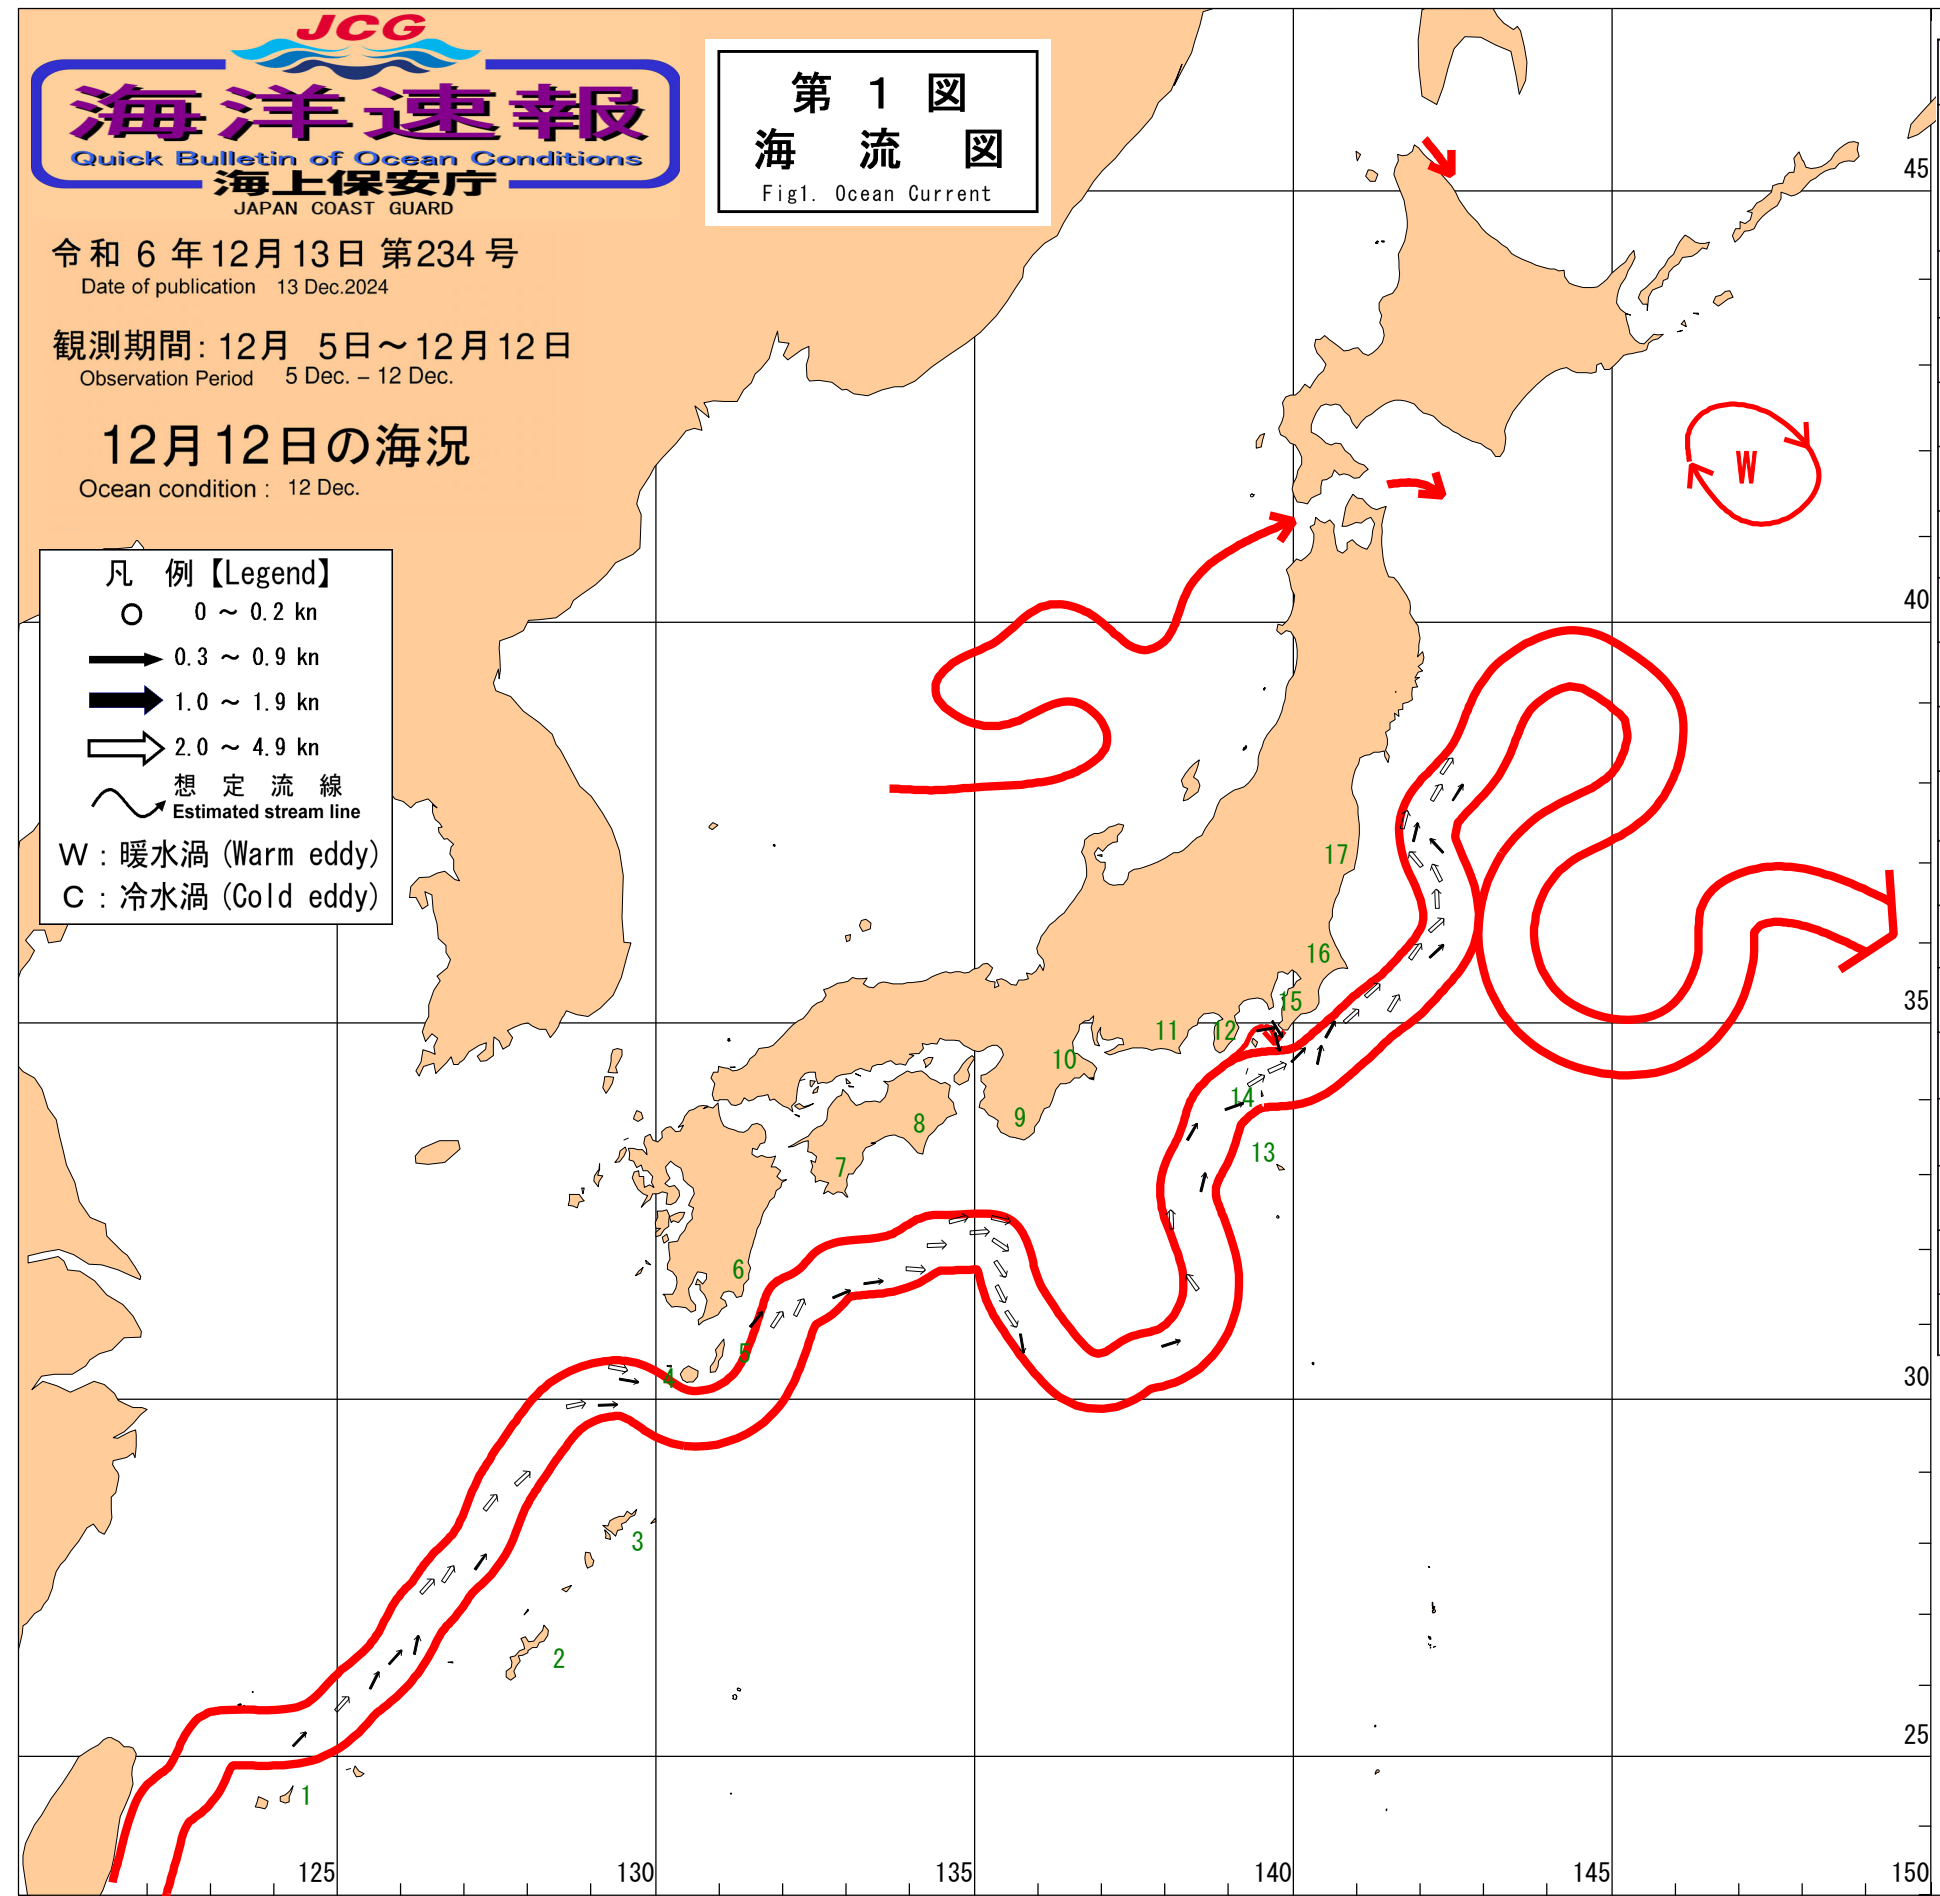 JCG
海洋速報
Quick Bulletin of Ocean Conditions
海上保安庁
JAPAN COAST GUARD
令和 6 年12月13日 第234 号
Date of publication 13 Dec.2024
観測期間: 12月 5日～12月12日
Observation Period 5 Dec. – 12 Dec.
12月12日の海況
Ocean condition : 12 Dec.
第 1 図
海 流 図
Fig1. Ocean Current
凡 例【Legend】
0 ～ 0.2 kn
0.3 ～ 0.9 kn
1.0 ～ 1.9 kn
2.0 ～ 4.9 kn
想 定 流 線
Estimated stream line
W : 暖水渦 (Warm eddy)
C : 冷水渦 (Cold eddy)
45
W
40
17
16
35
15
12
11
10
14
9
8
13
7
6
5
4
30
3
2
25
1
125
130
135
140
145
150